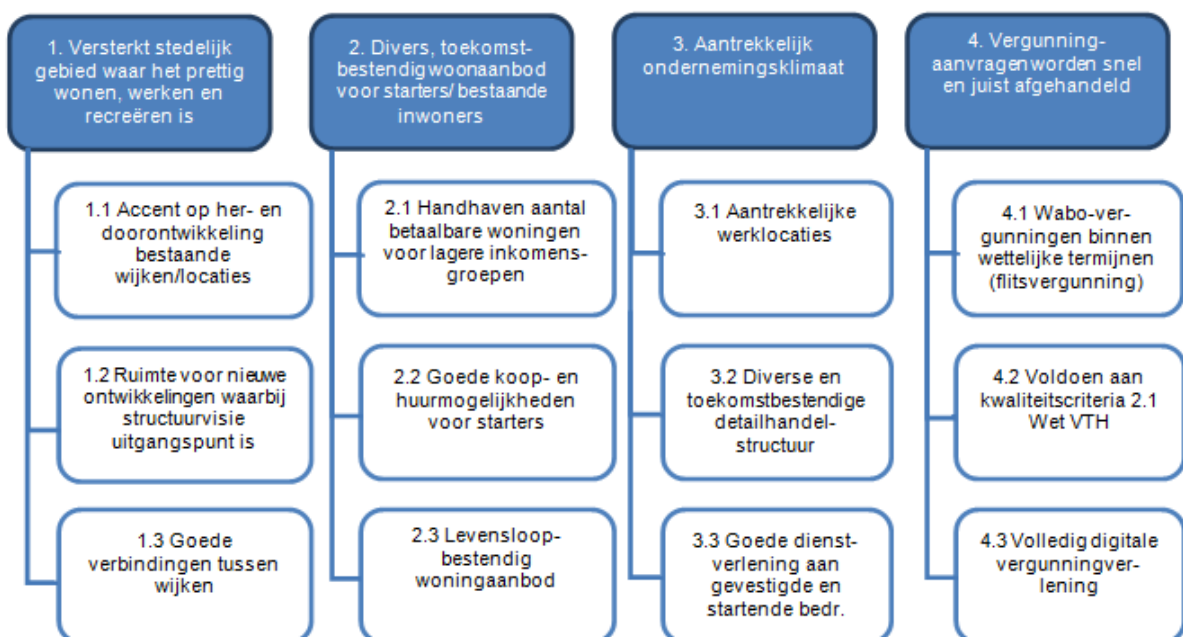 1. Versterkt stedelijk
gebied waar het prettig
wonen, werken en
recreëren is
1.1 Accent op her- en
doorontwikkeling
bestaande
wijken/locaties
1.2 Ruimte voor nieuwe
ontwikkelingen waarbij
structuurvisie
uitgangspunt is
1.3 Goede
verbindingen tussen
wijken
2. Divers, toekomst-
bestendig woonaanbod
voor starters/ bestaande
inwoners
2.1 Handhaven aantal
betaalbare woningen
voor lagere inkomens-
groepen
2.2 Goede koop- en
huurmogelijkheden
voor starters
2.3 Levensloop-
bestendig
woningaanbod
3. Aantrekkelijk
ondernemingsklimaat
3.1 Aantrekkelijke
werklocaties
3.2 Diverse en
toekomstbestendige
detailhandel-
structuur
3.3 Goede dienst-
verlening aan
gevestigde en
startende bedr.
4. Vergunning-
aanvragen worden snel
en juist afgehandeld
4.1 Wabo-ver-
gunningen binnen
wettelijke termijnen
(flitsvergunning)
4.2 Voldoen aan
kwaliteitscriteria 2.1
Wet VTH
4.3 Volledig digitale
vergunningver-
lening